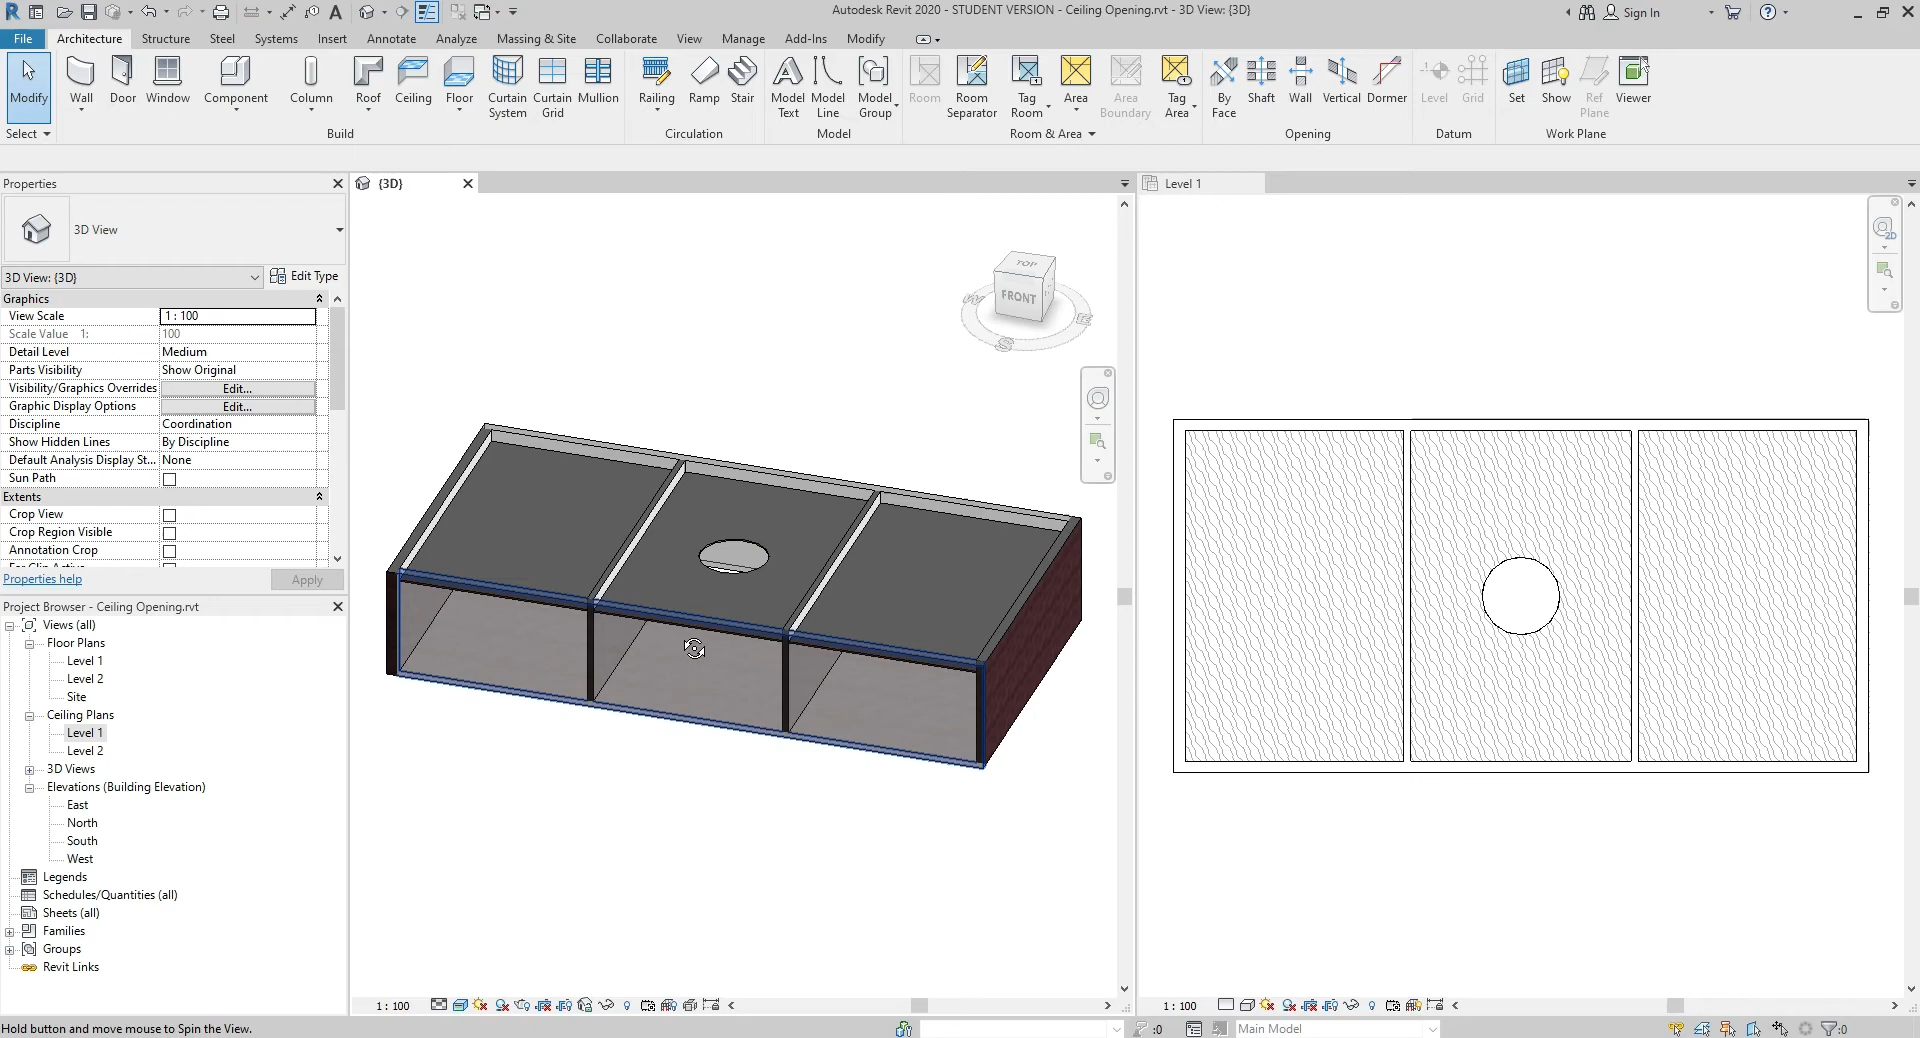 Autodesk Revit 2020 - STUDENT VERSION - Ceiling Opening.rvt - 3D View: {3D}
Sign In
File Architecture Structure Steel Systems Insert Annotate Analyze Massing & Site Collaborate View Manage Add-Ins Modify
Modify Wall Door Window Component Column Roof Ceiling Floor Curtain System Curtain Grid Mullion Railing Ramp Stair Model Text Model Line Model Group Room Room Separator Tag Room Area Area Boundary Tag Area By Face Shaft Wall Vertical Dormer Level Grid Set Show Ref Plane Viewer
Select Build Circulation Model Room & Area Opening Datum Work Plane
Properties
3D View
3D View: {3D}
Edit Type
Graphics
View Scale 1 : 100
Scale Value 1: 100
Detail Level Medium
Parts Visibility Show Original
Visibility/Graphics Overrides Edit...
Graphic Display Options Edit...
Discipline Coordination
Show Hidden Lines By Discipline
Default Analysis Display St... None
Sun Path
Extents
Crop View
Crop Region Visible
Annotation Crop
Properties help
Apply
Project Browser - Ceiling Opening.rvt
Views (all)
Floor Plans
Level 1
Level 2
Site
Ceiling Plans
Level 1
Level 2
3D Views
Elevations (Building Elevation)
East
North
South
West
Legends
Schedules/Quantities (all)
Sheets (all)
Families
Groups
Revit Links
{3D}
TOP
FRONT
W
E
S
1 : 100
Level 1
2D
1 : 100
Hold button and move mouse to Spin the View.
:0
Main Model
:0